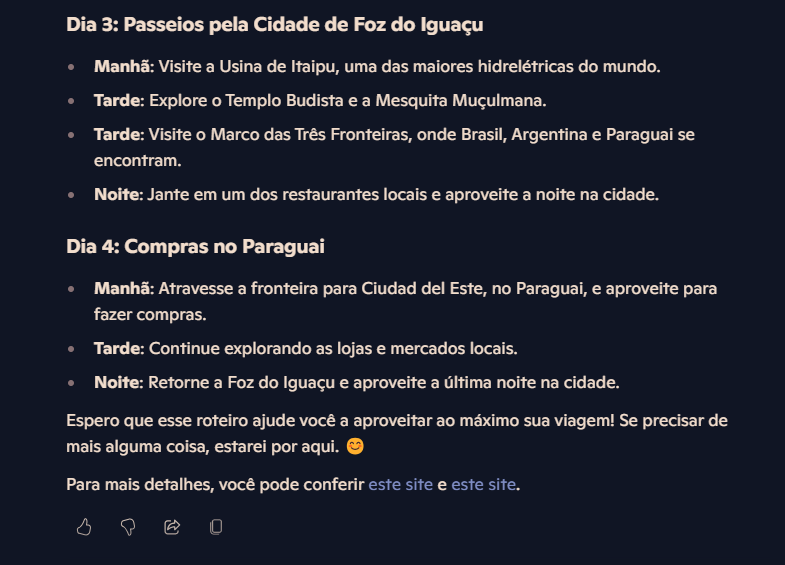 Dia 3: Passeios pela Cidade de Foz do Iguaçu
Manhã: Visite a Usina de Itaipu, uma das maiores hidrelétricas do mundo.
Tarde: Explore o Templo Budista e a Mesquita Muçulmana.
Tarde: Visite o Marco das Três Fronteiras, onde Brasil, Argentina e Paraguai se
encontram.
Noite: Jante em um dos restaurantes locais e aproveite a noite na cidade.
Dia 4: Compras no Paraguai
Manhã: Atravesse a fronteira para Ciudad del Este, no Paraguai, e aproveite para
fazer compras.
Tarde: Continue explorando as lojas e mercados locais.
Noite: Retorne a Foz do Iguaçu e aproveite a última noite na cidade.
Espero que esse roteiro ajude você a aproveitar ao máximo sua viagem! Se precisar de
mais alguma coisa, estarei por aqui. 😊
Para mais detalhes, você pode conferir este site e este site.